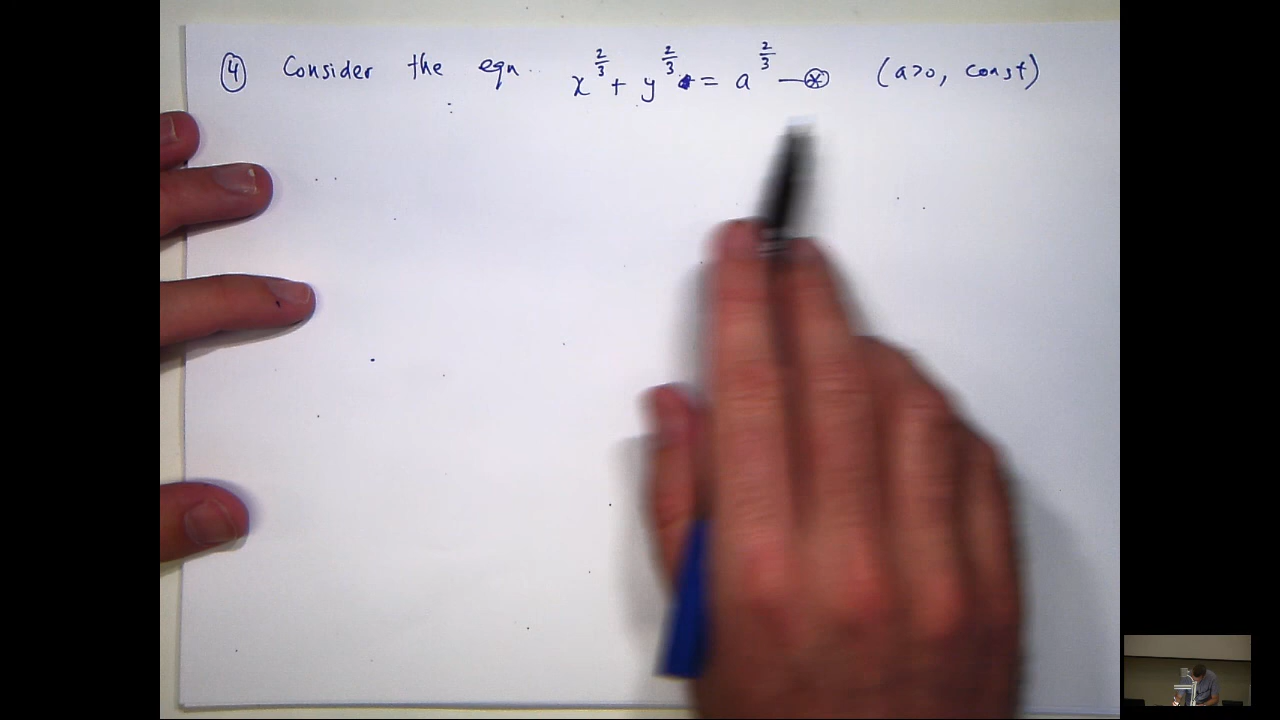 ④ Consider the eqn. x^{2/3} + y^{2/3} = a^{2/3} —⊛ (a>0, const)